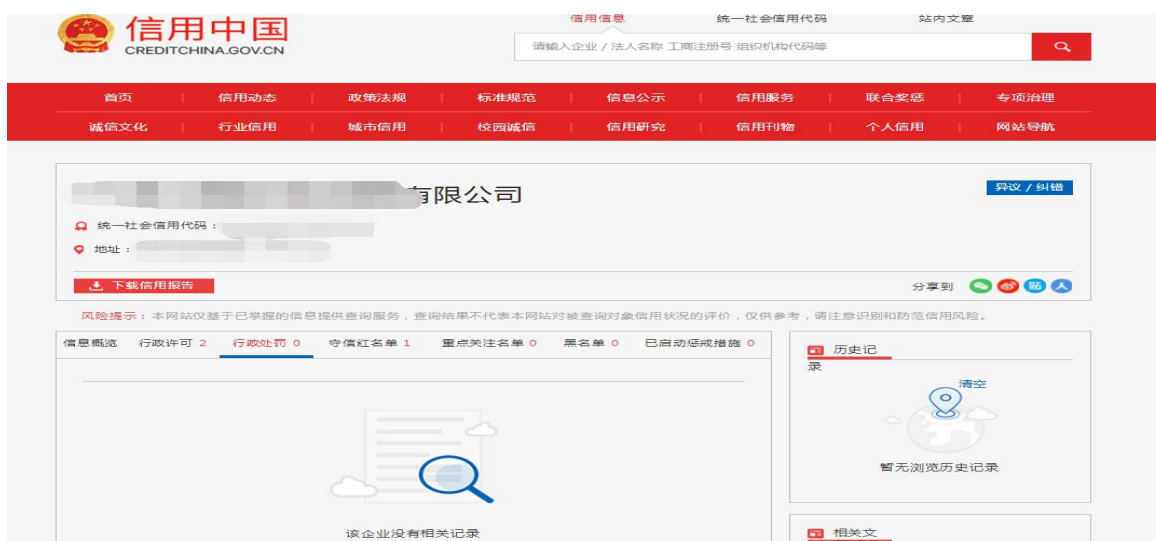 信用信息 统一社会信用代码 站内文章
信用中国
CREDITCHINA.GOV.CN
请输入企业 / 法人名称 工商注册号 组织机构代码等
首页 信用动态 政策法规 标准规范 信息公示 信用服务 联合奖惩 专项治理
诚信文化 行业信用 城市信用 校园诚信 信用研究 信用刊物 个人信用 网站导航
有限公司
异议 / 纠错
统一社会信用代码：
地址：
下载信用报告
分享到
贴
风险提示：本网站仅基于已掌握的信息提供查询服务，查询结果不代表本网站对被查询对象信用状况的评价，仅供参考，请注意识别和防范信用风险。
信息概览 行政许可 2 行政处罚 0 守信红名单 1 重点关注名单 0 黑名单 0 已启动惩戒措施 0
该企业没有相关记录
历史记
录
清空
暂无浏览历史记录
相关文